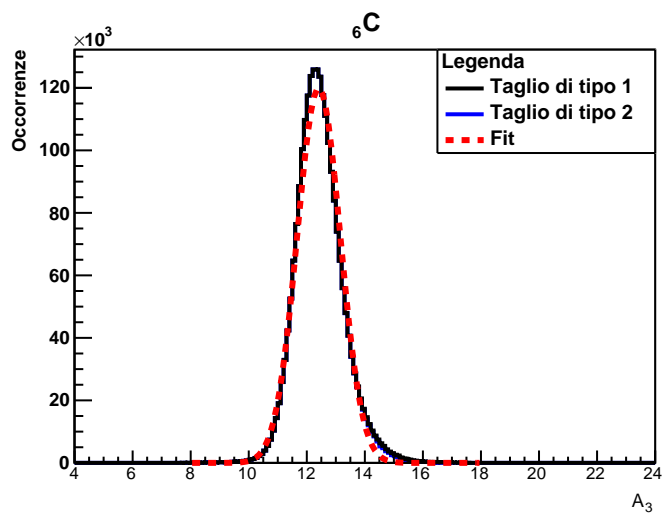 ₆C
×10³
Occorrenze
120
100
80
60
40
20
0
4 6 8 10 12 14 16 18 20 22 24
A₃
Legenda
Taglio di tipo 1
Taglio di tipo 2
Fit